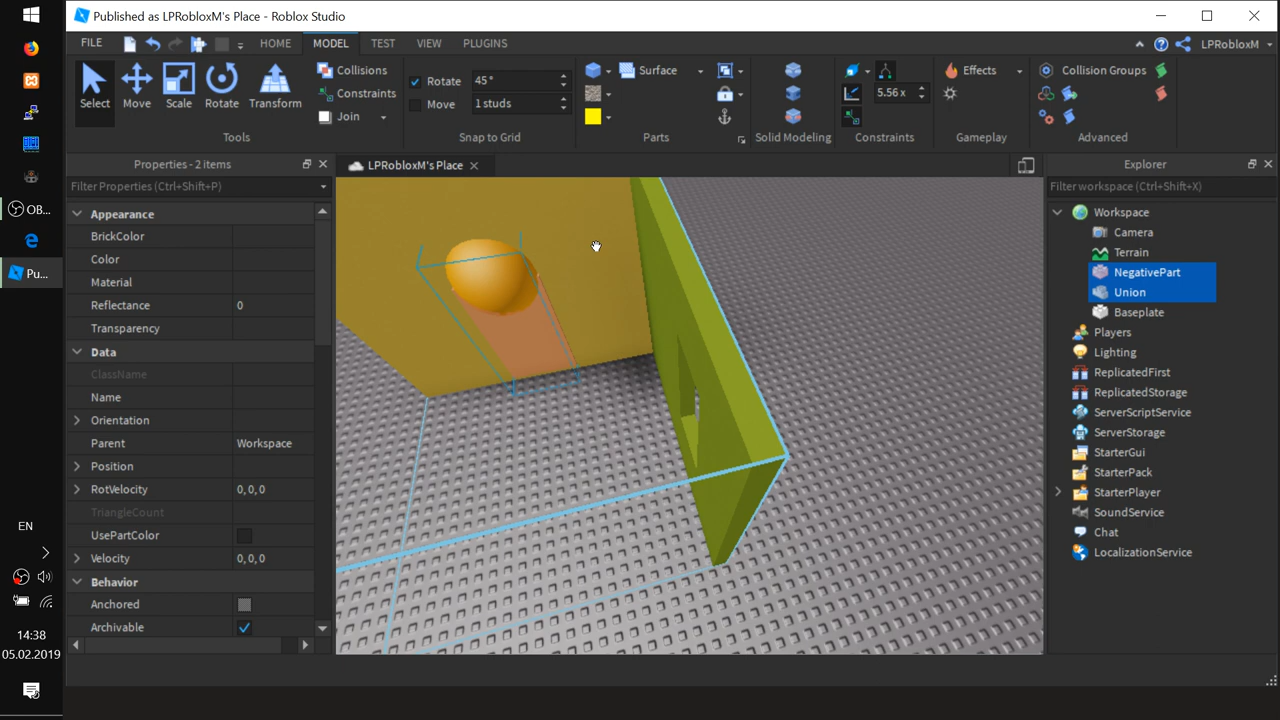 Published as LPRobloxM's Place - Roblox Studio
FILE HOME MODEL TEST VIEW PLUGINS LPRobloxM
Select Move Scale Rotate Transform
Collisions
Constraints
Join
Tools
Rotate 45°
Move 1 studs
Snap to Grid
Surface
Parts
Solid Modeling
5.56 x
Constraints
Effects
Gameplay
Collision Groups
Advanced
Properties - 2 items
Filter Properties (Ctrl+Shift+P)
Appearance
BrickColor
Color
Material
Reflectance 0
Transparency
Data
ClassName
Name
Orientation
Parent Workspace
Position
RotVelocity 0, 0, 0
TriangleCount
UsePartColor
Velocity 0, 0, 0
Behavior
Anchored
Archivable
LPRobloxM's Place
Explorer
Filter workspace (Ctrl+Shift+X)
Workspace
Camera
Terrain
NegativePart
Union
Baseplate
Players
Lighting
ReplicatedFirst
ReplicatedStorage
ServerScriptService
ServerStorage
StarterGui
StarterPack
StarterPlayer
SoundService
Chat
LocalizationService
OB...
Pu...
EN
14:38
05.02.2019